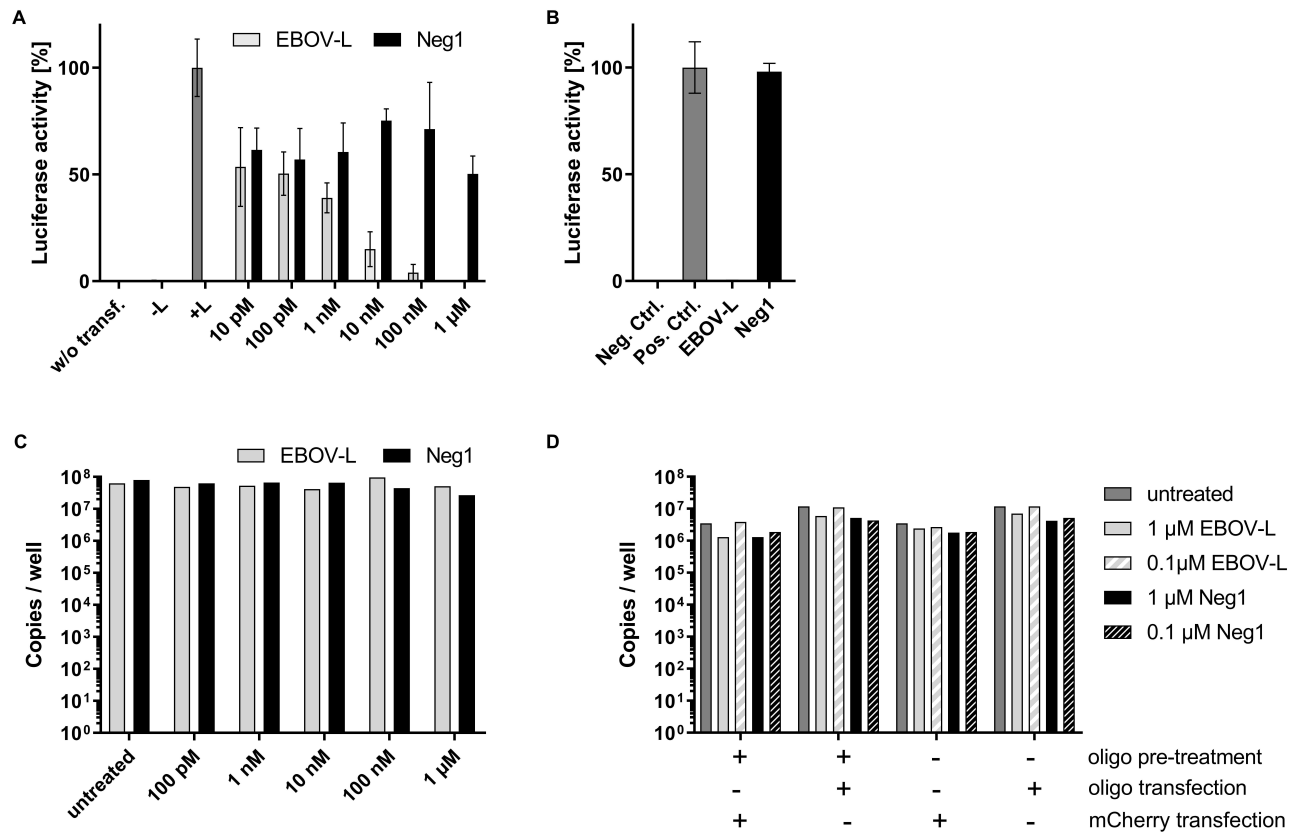 A
EBOV-L Neg1
Luciferase activity [%]
100
50
0
w/o transf. -L +L 10 pM 100 pM 1 nM 10 nM 100 nM 1 µM
B
Luciferase activity [%]
100
50
0
Neg. Ctrl. Pos. Ctrl. EBOV-L Neg1
C
EBOV-L Neg1
Copies / well
10⁸
10⁷
10⁶
10⁵
10⁴
10³
10²
10¹
10⁰
untreated 100 pM 1 nM 10 nM 100 nM 1 µM
D
Copies / well
10⁸
10⁷
10⁶
10⁵
10⁴
10³
10²
10¹
10⁰
untreated
1 µM EBOV-L
0.1µM EBOV-L
1 µM Neg1
0.1 µM Neg1
+ + - - oligo pre-treatment
- + - + oligo transfection
+ - + - mCherry transfection